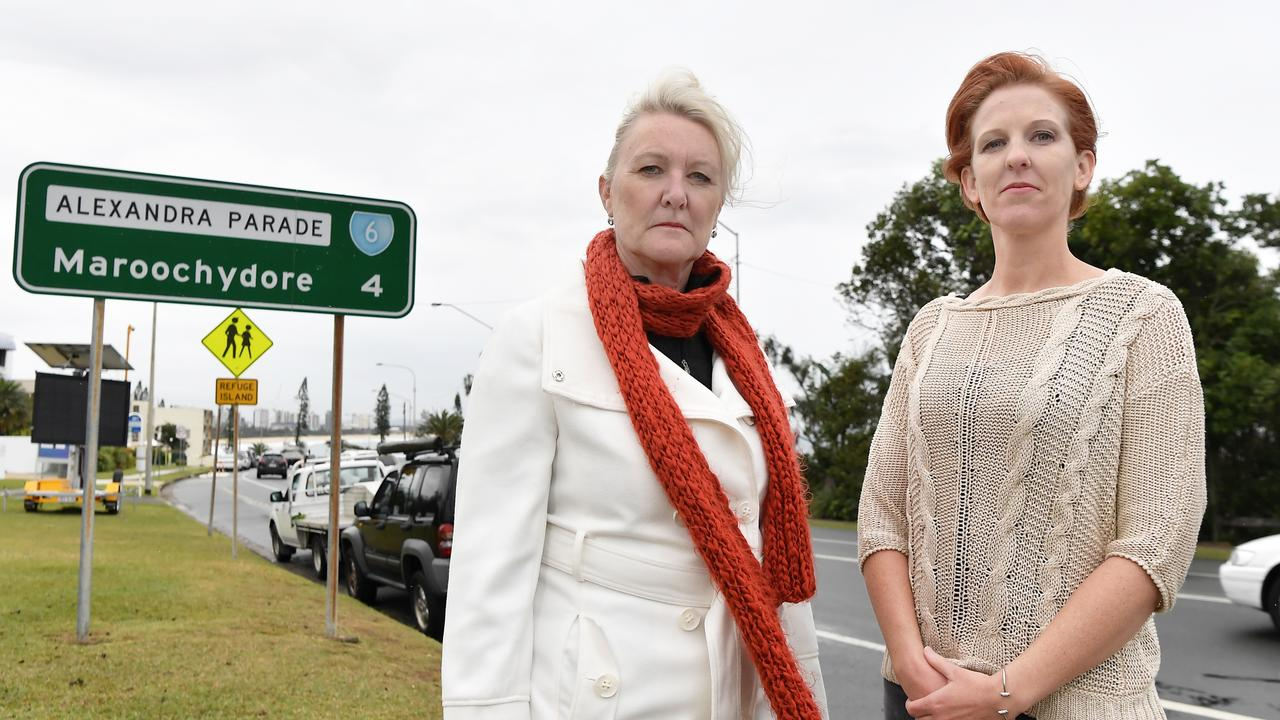 ALEXANDRA PARADE 6
Maroochydore 4
REFUGE
ISLAND